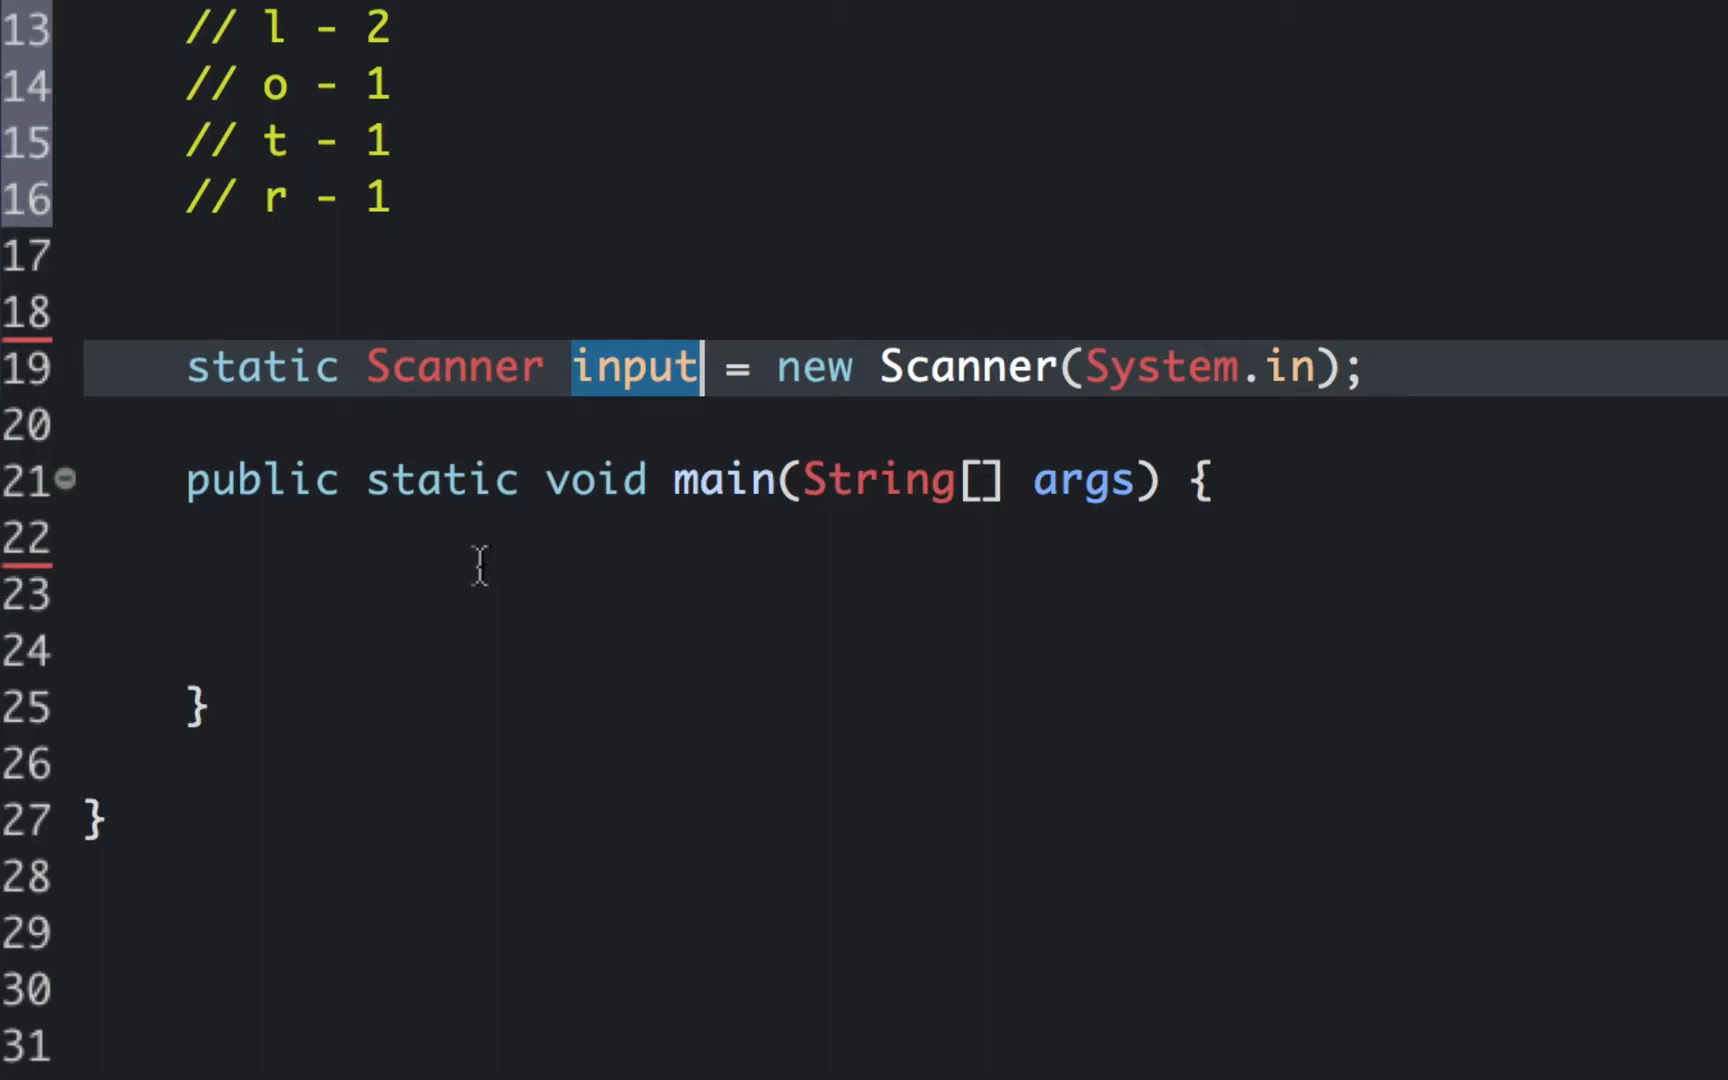 13 // l - 2
14 // o - 1
15 // t - 1
16 // r - 1
17
18
19 static Scanner input = new Scanner(System.in);
20
21 public static void main(String[] args) {
22
23
24
25 }
26
27 }
28
29
30
31